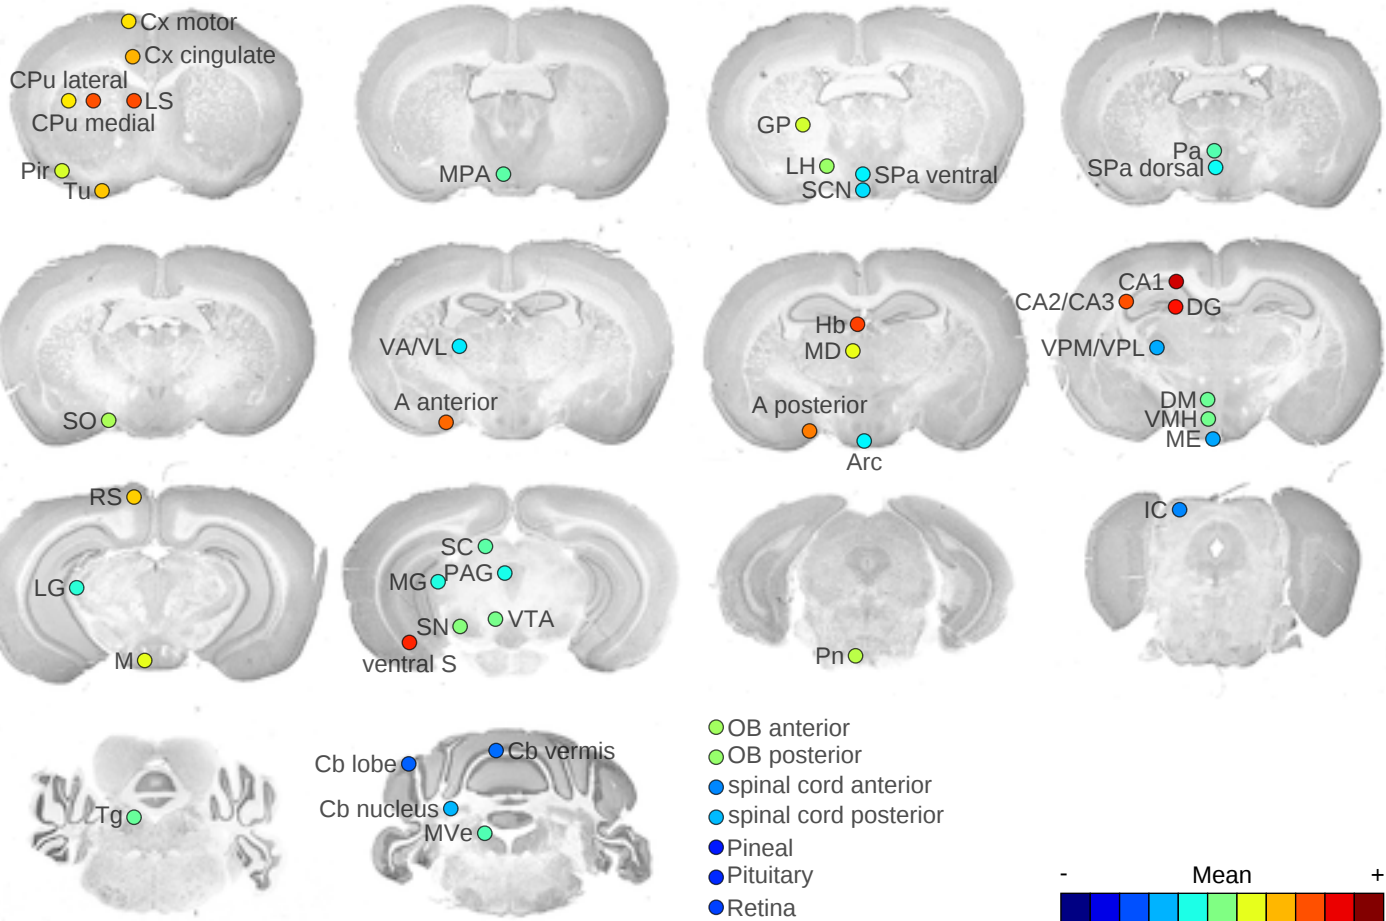 Cx motor
Cx cingulate
CPu lateral
LS
CPu medial
Pir
Tu
MPA
GP
LH
SPa ventral
SCN
Pa
SPa dorsal
SO
VA/VL
A anterior
Hb
MD
A posterior
Arc
CA1
CA2/CA3
DG
VPM/VPL
DM
VMH
ME
RS
LG
M
SC
MG
PAG
SN
VTA
ventral S
Pn
IC
Tg
Cb lobe
Cb vermis
Cb nucleus
MVe
OB anterior
OB posterior
spinal cord anterior
spinal cord posterior
Pineal
Pituitary
Retina
- Mean +